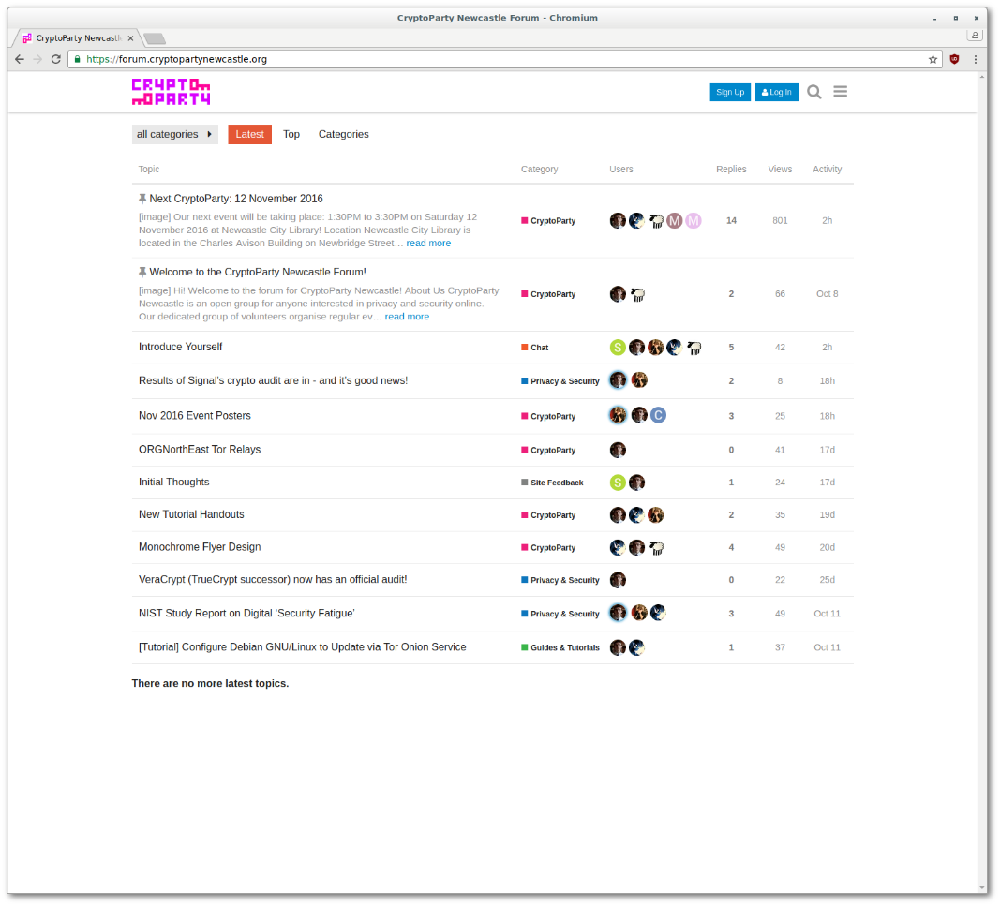 CryptoParty Newcastle Forum - Chromium
CryptoParty Newcastle
https://forum.cryptopartynewcastle.org
CRYPTO
PARTY
Sign Up Log In
all categories Latest Top Categories
Topic Category Users Replies Views Activity
Next CryptoParty: 12 November 2016
[image] Our next event will be taking place: 1:30PM to 3:30PM on Saturday 12
November 2016 at Newcastle City Library! Location Newcastle City Library is
located in the Charles Avison Building on Newbridge Street… read more
CryptoParty M M 14 801 2h
Welcome to the CryptoParty Newcastle Forum!
[image] Hi! Welcome to the forum for CryptoParty Newcastle! About Us CryptoParty
Newcastle is an open group for anyone interested in privacy and security online.
Our dedicated group of volunteers organise regular ev… read more
CryptoParty 2 66 Oct 8
Introduce Yourself Chat S 5 42 2h
Results of Signal’s crypto audit are in - and it’s good news! Privacy & Security 2 8 18h
Nov 2016 Event Posters CryptoParty C 3 25 18h
ORGNorthEast Tor Relays CryptoParty 0 41 17d
Initial Thoughts Site Feedback S 1 24 17d
New Tutorial Handouts CryptoParty 2 35 19d
Monochrome Flyer Design CryptoParty 4 49 20d
VeraCrypt (TrueCrypt successor) now has an official audit! Privacy & Security 0 22 25d
NIST Study Report on Digital ‘Security Fatigue’ Privacy & Security 3 49 Oct 11
[Tutorial] Configure Debian GNU/Linux to Update via Tor Onion Service Guides & Tutorials 1 37 Oct 11
There are no more latest topics.